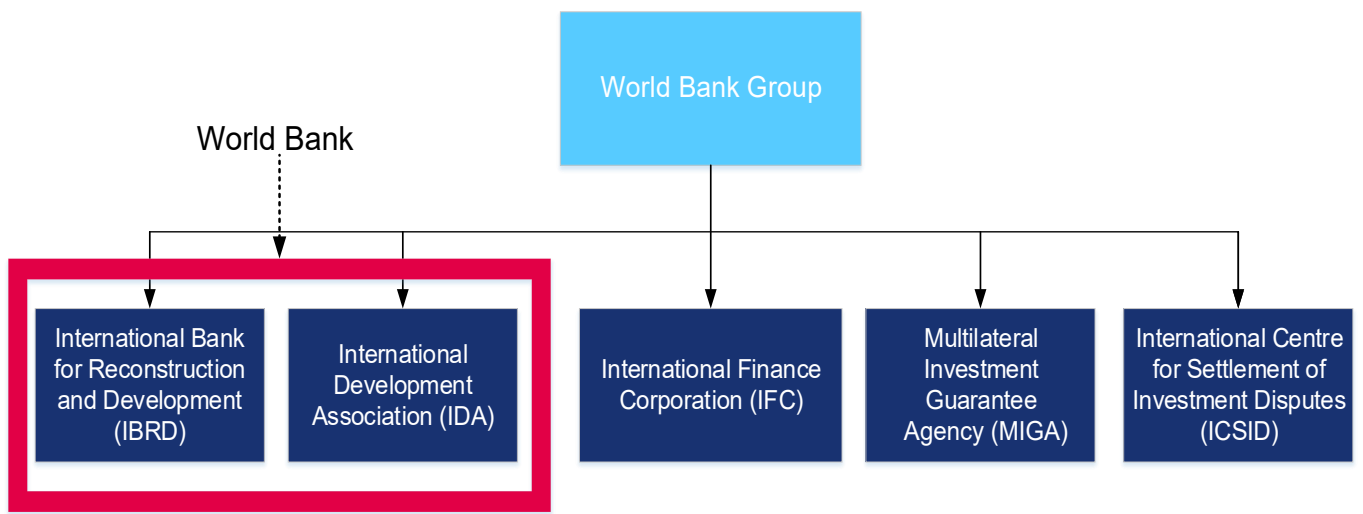 World Bank Group
World Bank
International Bank
for Reconstruction
and Development
(IBRD)
International
Development
Association (IDA)
International Finance
Corporation (IFC)
Multilateral
Investment
Guarantee
Agency (MIGA)
International Centre
for Settlement of
Investment Disputes
(ICSID)